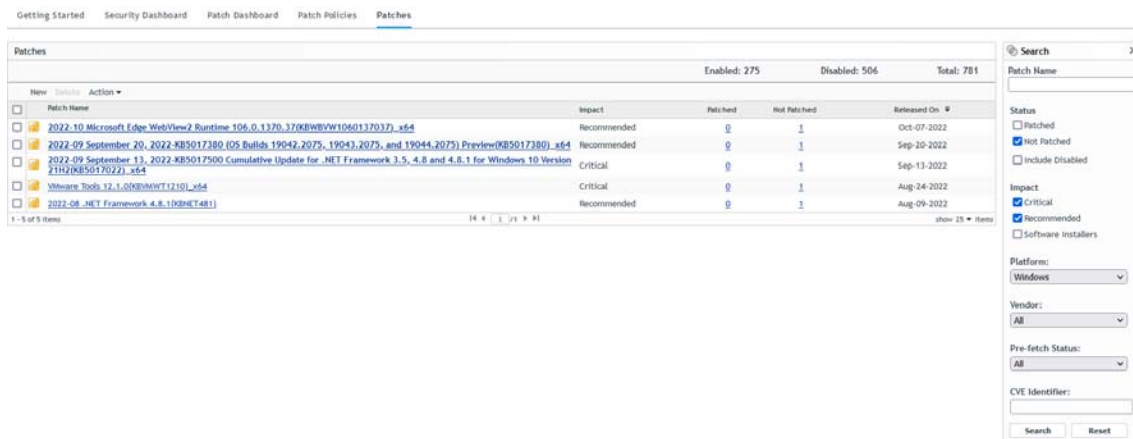 Getting Started Security Dashboard Patch Dashboard Patch Policies Patches
Patches
Enabled: 275 Disabled: 506 Total: 781
New Delete Action
Patch Name Impact Patched Not Patched Released On
2022-10 Microsoft Edge WebView2 Runtime 106.0.1370.37(KBWBVW1060137037)_x64 Recommended 0 1 Oct-07-2022
2022-09 September 20, 2022-KB5017380 (OS Builds 19042.2075, 19043.2075, and 19044.2075) Preview(KB5017380)_x64 Recommended 0 1 Sep-20-2022
2022-09 September 13, 2022-KB5017500 Cumulative Update for .NET Framework 3.5, 4.8 and 4.8.1 for Windows 10 Version
21H2(KB5017022)_x64 Critical 0 1 Sep-13-2022
VMware Tools 12.1.0(KBVMWT1210)_x64 Critical 0 1 Aug-24-2022
2022-08 .NET Framework 4.8.1(KBNET481) Recommended 0 1 Aug-09-2022
1 - 5 of 5 items 1 /1 show 25 items
Search
Patch Name
Status
Patched
Not Patched
Include Disabled
Impact
Critical
Recommended
Software Installers
Platform:
Windows
Vendor:
All
Pre-fetch Status:
All
CVE Identifier:
Search Reset